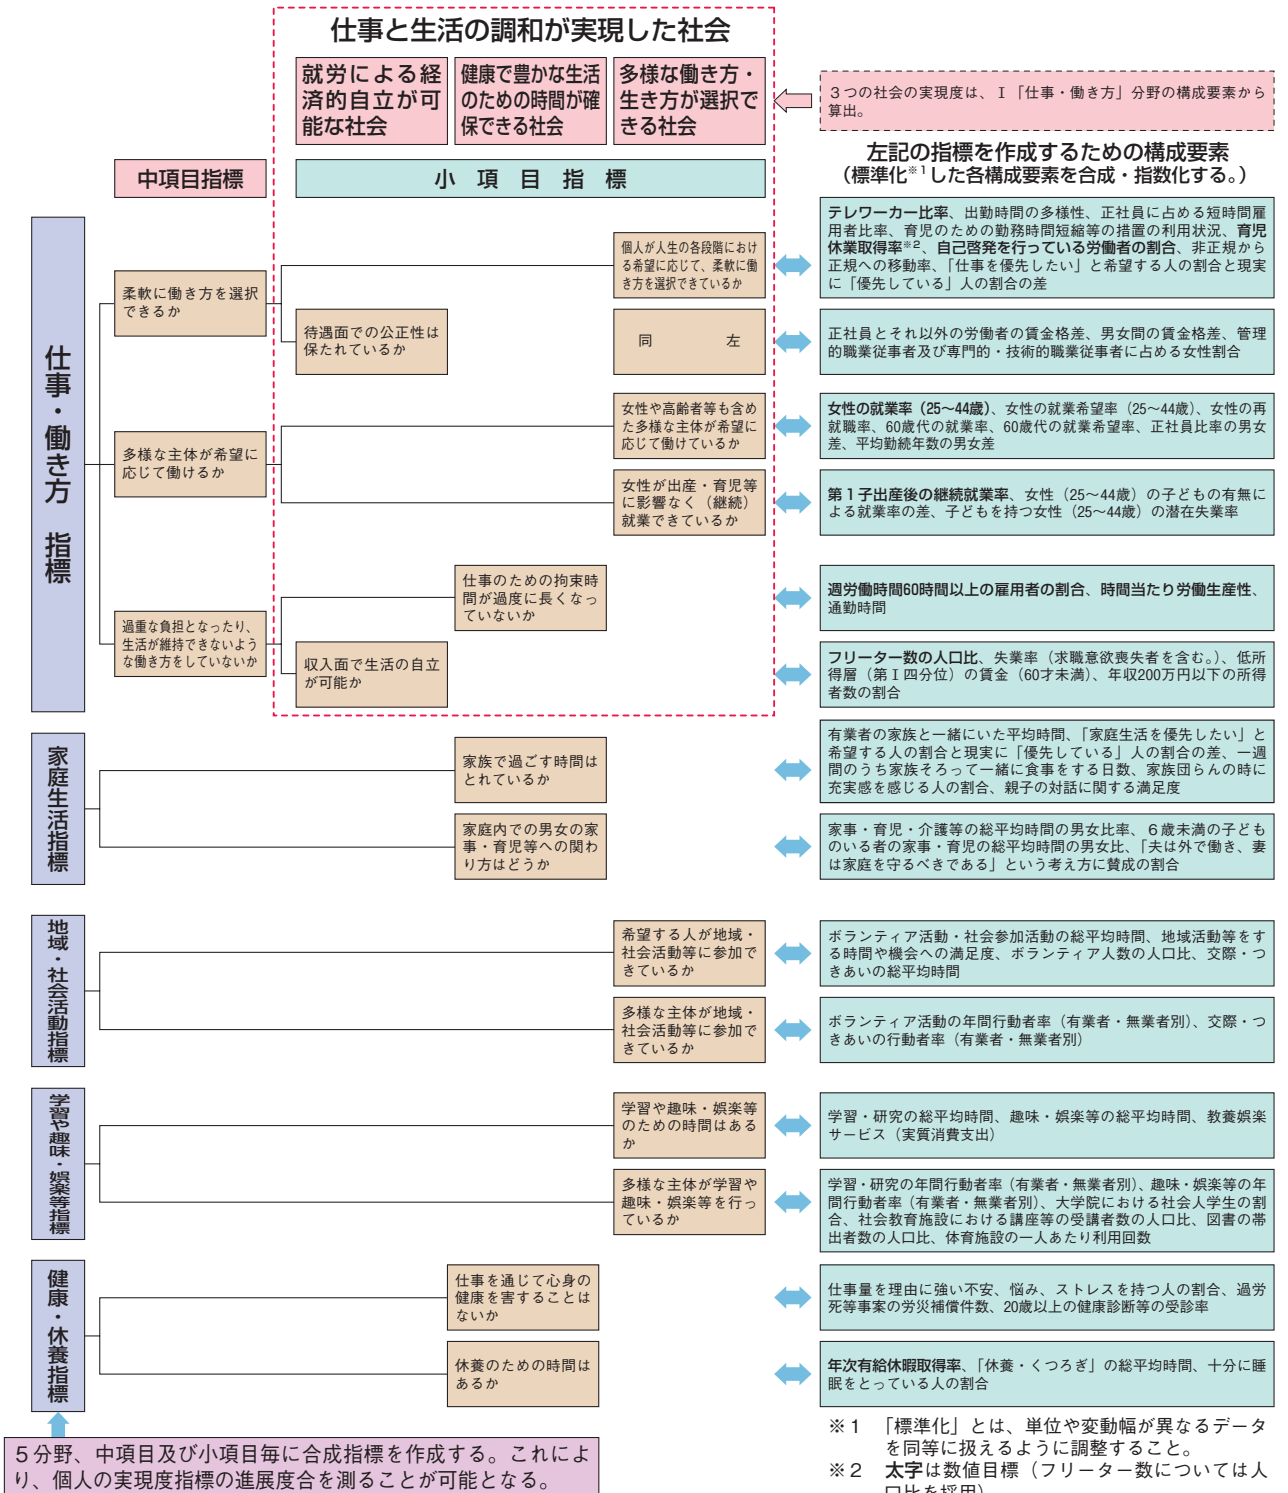 仕事と生活の調和が実現した社会
就労による経
済的自立が可
能な社会
健康で豊かな生活
のための時間が確
保できる社会
多様な働き方・
生き方が選択で
きる社会
3つの社会の実現度は、Ⅰ「仕事・働き方」分野の構成要素から
算出。
中項目指標
小項目指標
左記の指標を作成するための構成要素
（標準化※1した各構成要素を合成・指数化する。）
仕事・働き方　指標
柔軟に働き方を選択
できるか
個人が人生の各段階におけ
る希望に応じて、柔軟に働
き方を選択できているか
テレワーカー比率、出勤時間の多様性、正社員に占める短時間雇
用者比率、育児のための勤務時間短縮等の措置の利用状況、育児
休業取得率※2、自己啓発を行っている労働者の割合、非正規から
正規への移動率、「仕事を優先したい」と希望する人の割合と現実
に「優先している」人の割合の差
待遇面での公正性は
保たれているか
同　左
正社員とそれ以外の労働者の賃金格差、男女間の賃金格差、管理
的職業従事者及び専門的・技術的職業従事者に占める女性割合
多様な主体が希望に
応じて働けるか
女性や高齢者等も含め
た多様な主体が希望に
応じて働けているか
女性の就業率（25～44歳）、女性の就業希望率（25～44歳）、女性の再
就職率、60歳代の就業率、60歳代の就業希望率、正社員比率の男女
差、平均勤続年数の男女差
女性が出産・育児等
に影響なく（継続）
就業できているか
第1子出産後の継続就業率、女性（25～44歳）の子どもの有無に
よる就業率の差、子どもを持つ女性（25～44歳）の潜在失業率
過重な負担となったり、
生活が維持できないよう
な働き方をしていないか
仕事のための拘束時
間が過度に長くなっ
ていないか
週労働時間60時間以上の雇用者の割合、時間当たり労働生産性、
通勤時間
収入面で生活の自立
が可能か
フリーター数の人口比、失業率（求職意欲喪失者を含む。）、低所
得層（第Ⅰ四分位）の賃金（60才未満）、年収200万円以下の所得
者数の割合
家庭生活指標
家族で過ごす時間は
とれているか
有業者の家族と一緒にいた平均時間、「家庭生活を優先したい」と
希望する人の割合と現実に「優先している」人の割合の差、一週
間のうち家族そろって一緒に食事をする日数、家族団らんの時に
充実感を感じる人の割合、親子の対話に関する満足度
家庭内での男女の家
事・育児等への関わ
り方はどうか
家事・育児・介護等の総平均時間の男女比率、6歳未満の子ども
のいる者の家事・育児の総平均時間の男女比、「夫は外で働き、妻
は家庭を守るべきである」という考え方に賛成の割合
地域・社会活動指標
希望する人が地域・
社会活動等に参加で
きているか
ボランティア活動・社会参加活動の総平均時間、地域活動等をす
る時間や機会への満足度、ボランティア人数の人口比、交際・つ
きあいの総平均時間
多様な主体が地域・
社会活動等に参加で
きているか
ボランティア活動の年間行動者率（有業者・無業者別）、交際・つ
きあいの行動者率（有業者・無業者別）
学習や趣味・娯楽等指標
学習や趣味・娯楽等
のための時間はある
か
学習・研究の総平均時間、趣味・娯楽等の総平均時間、教養娯楽
サービス（実質消費支出）
多様な主体が学習や
趣味・娯楽等を行っ
ているか
学習・研究の年間行動者率（有業者・無業者別）、趣味・娯楽等の年
間行動者率（有業者・無業者別）、大学院における社会人学生の割
合、社会教育施設における講座等の受講者数の人口比、図書の帯
出者数の人口比、体育施設の一人あたり利用回数
健康・休養指標
仕事を通じて心身の
健康を害することは
ないか
仕事量を理由に強い不安、悩み、ストレスを持つ人の割合、過労
死等事案の労災補償件数、20歳以上の健康診断等の受診率
休養のための時間は
あるか
年次有給休暇取得率、「休養・くつろぎ」の総平均時間、十分に睡
眠をとっている人の割合
5分野、中項目及び小項目毎に合成指標を作成する。これによ
り、個人の実現度指標の進展度合を測ることが可能となる。
※1　「標準化」とは、単位や変動幅が異なるデータ
を同等に扱えるように調整すること。
※2　太字は数値目標（フリーター数については人
口比を採用）